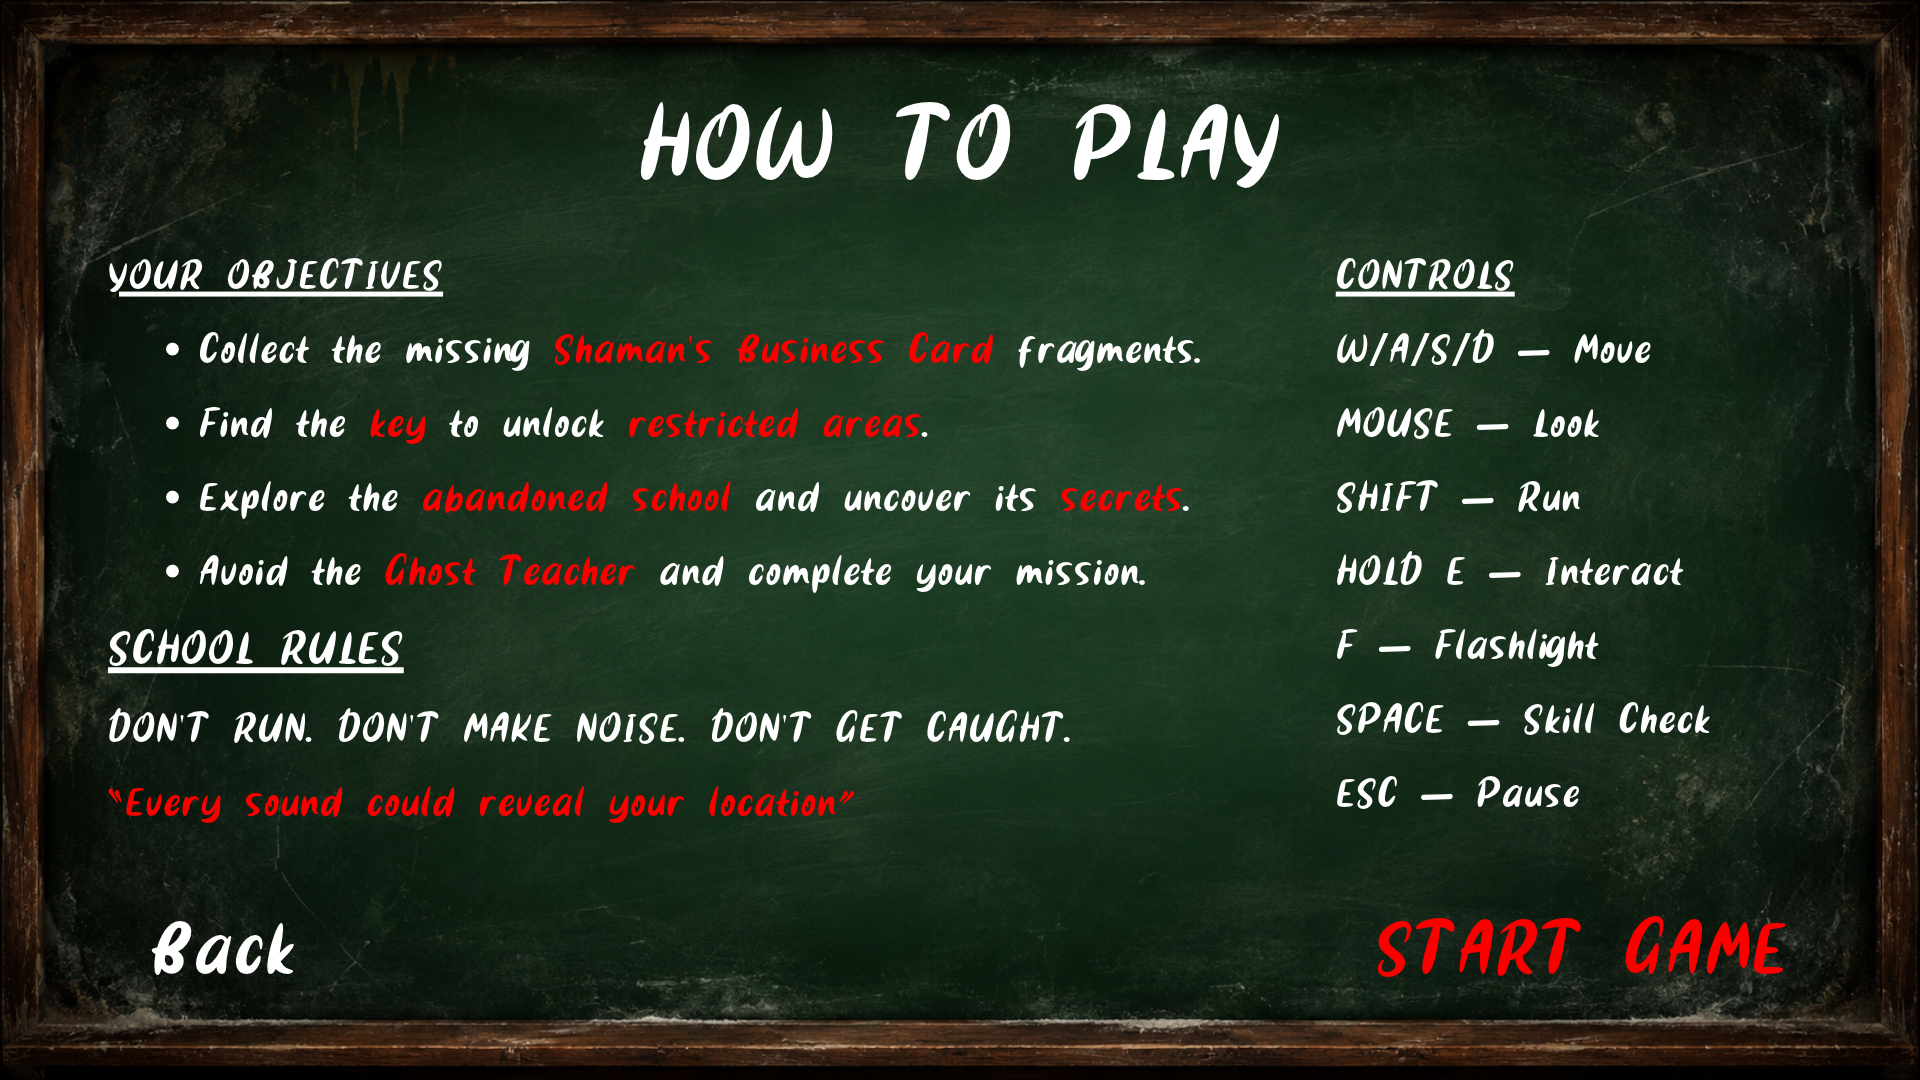 HOW TO PLAY
YOUR OBJECTIVES
• Collect the missing Shaman's Business Card fragments.
• Find the key to unlock restricted areas.
• Explore the abandoned school and uncover its secrets.
• Avoid the Ghost Teacher and complete your mission.
SCHOOL RULES
DON'T RUN. DON'T MAKE NOISE. DON'T GET CAUGHT.
“Every sound could reveal your location”
CONTROLS
W/A/S/D — Move
MOUSE — Look
SHIFT — Run
HOLD E — Interact
F — Flashlight
SPACE — Skill Check
ESC — Pause
Back
START GAME